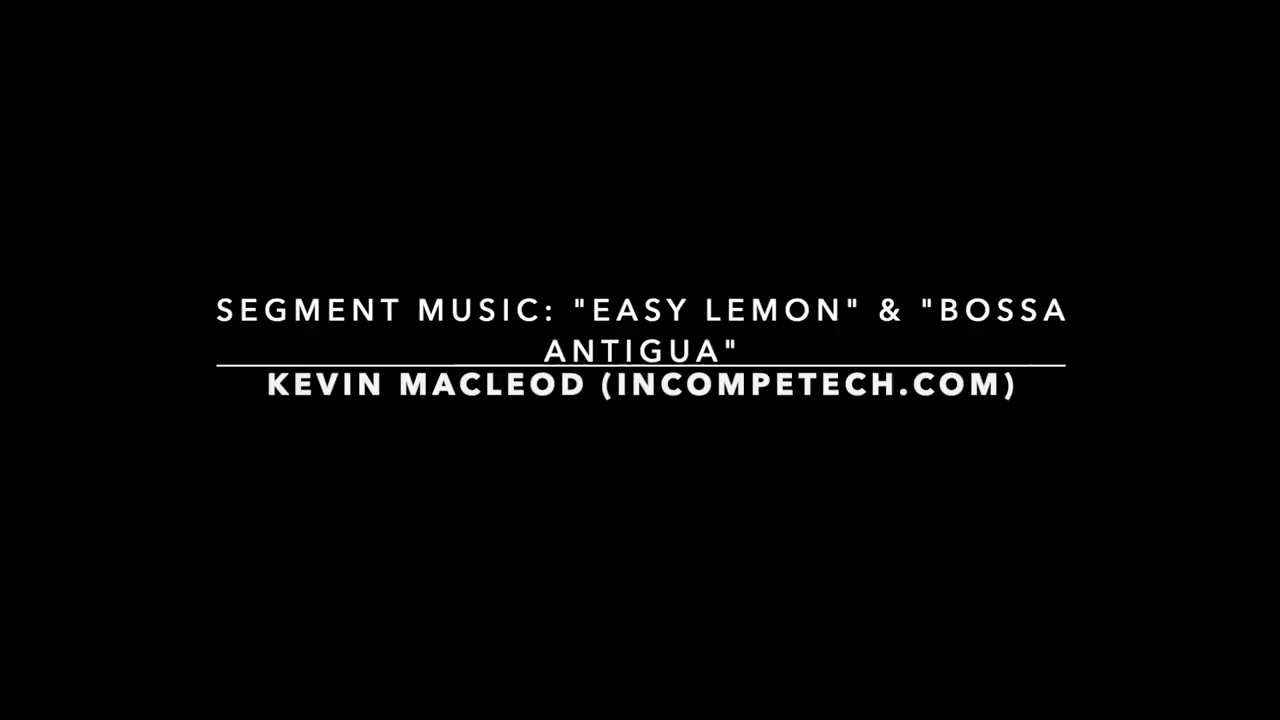 SEGMENT MUSIC: "EASY LEMON" & "BOSSA
ANTIGUA"
KEVIN MACLEOD (INCOMPETECH.COM)